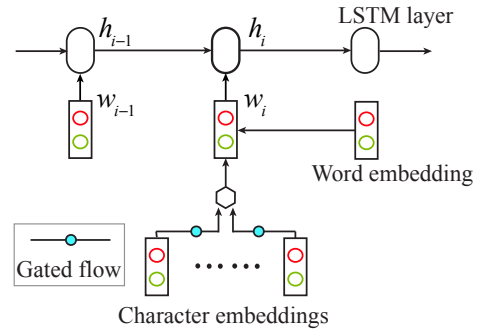 LSTM layer
h_{i-1}
h_i
w_{i-1}
w_i
Word embedding
Gated flow
Character embeddings